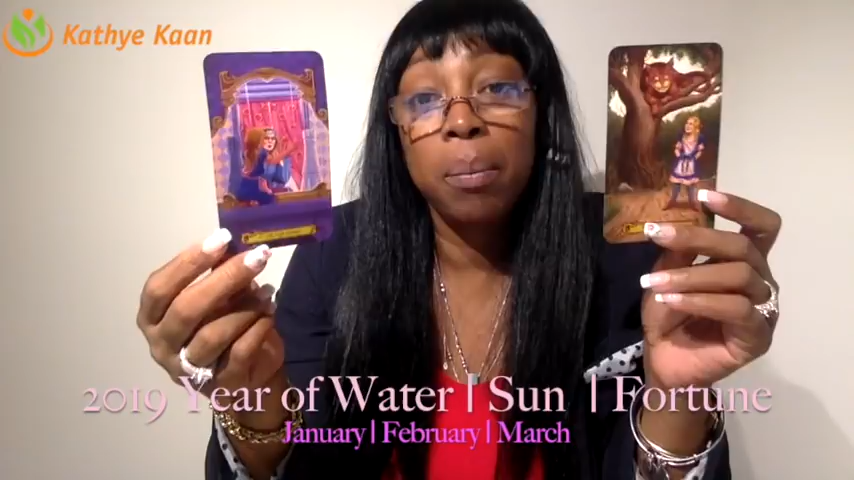 Kathye Kaan
2019 Year of Water | Sun | Fortune
January | February | March